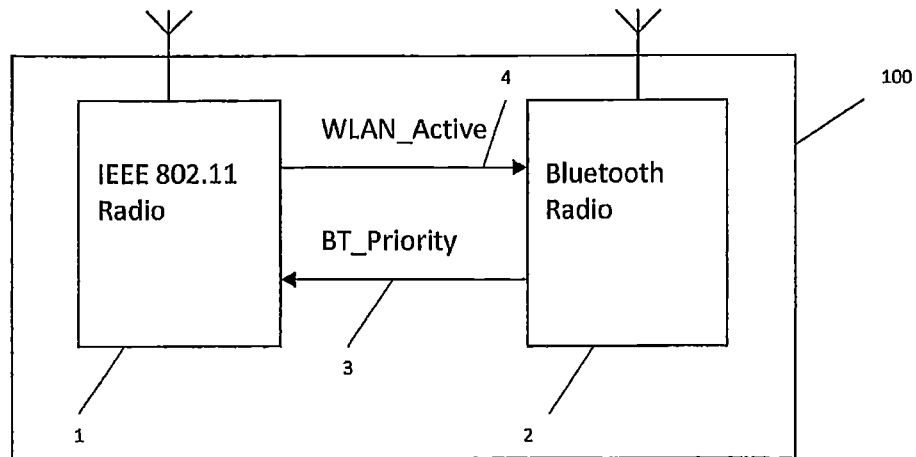 4
100
WLAN_Active
IEEE 802.11
Radio
Bluetooth
Radio
BT_Priority
3
1
2